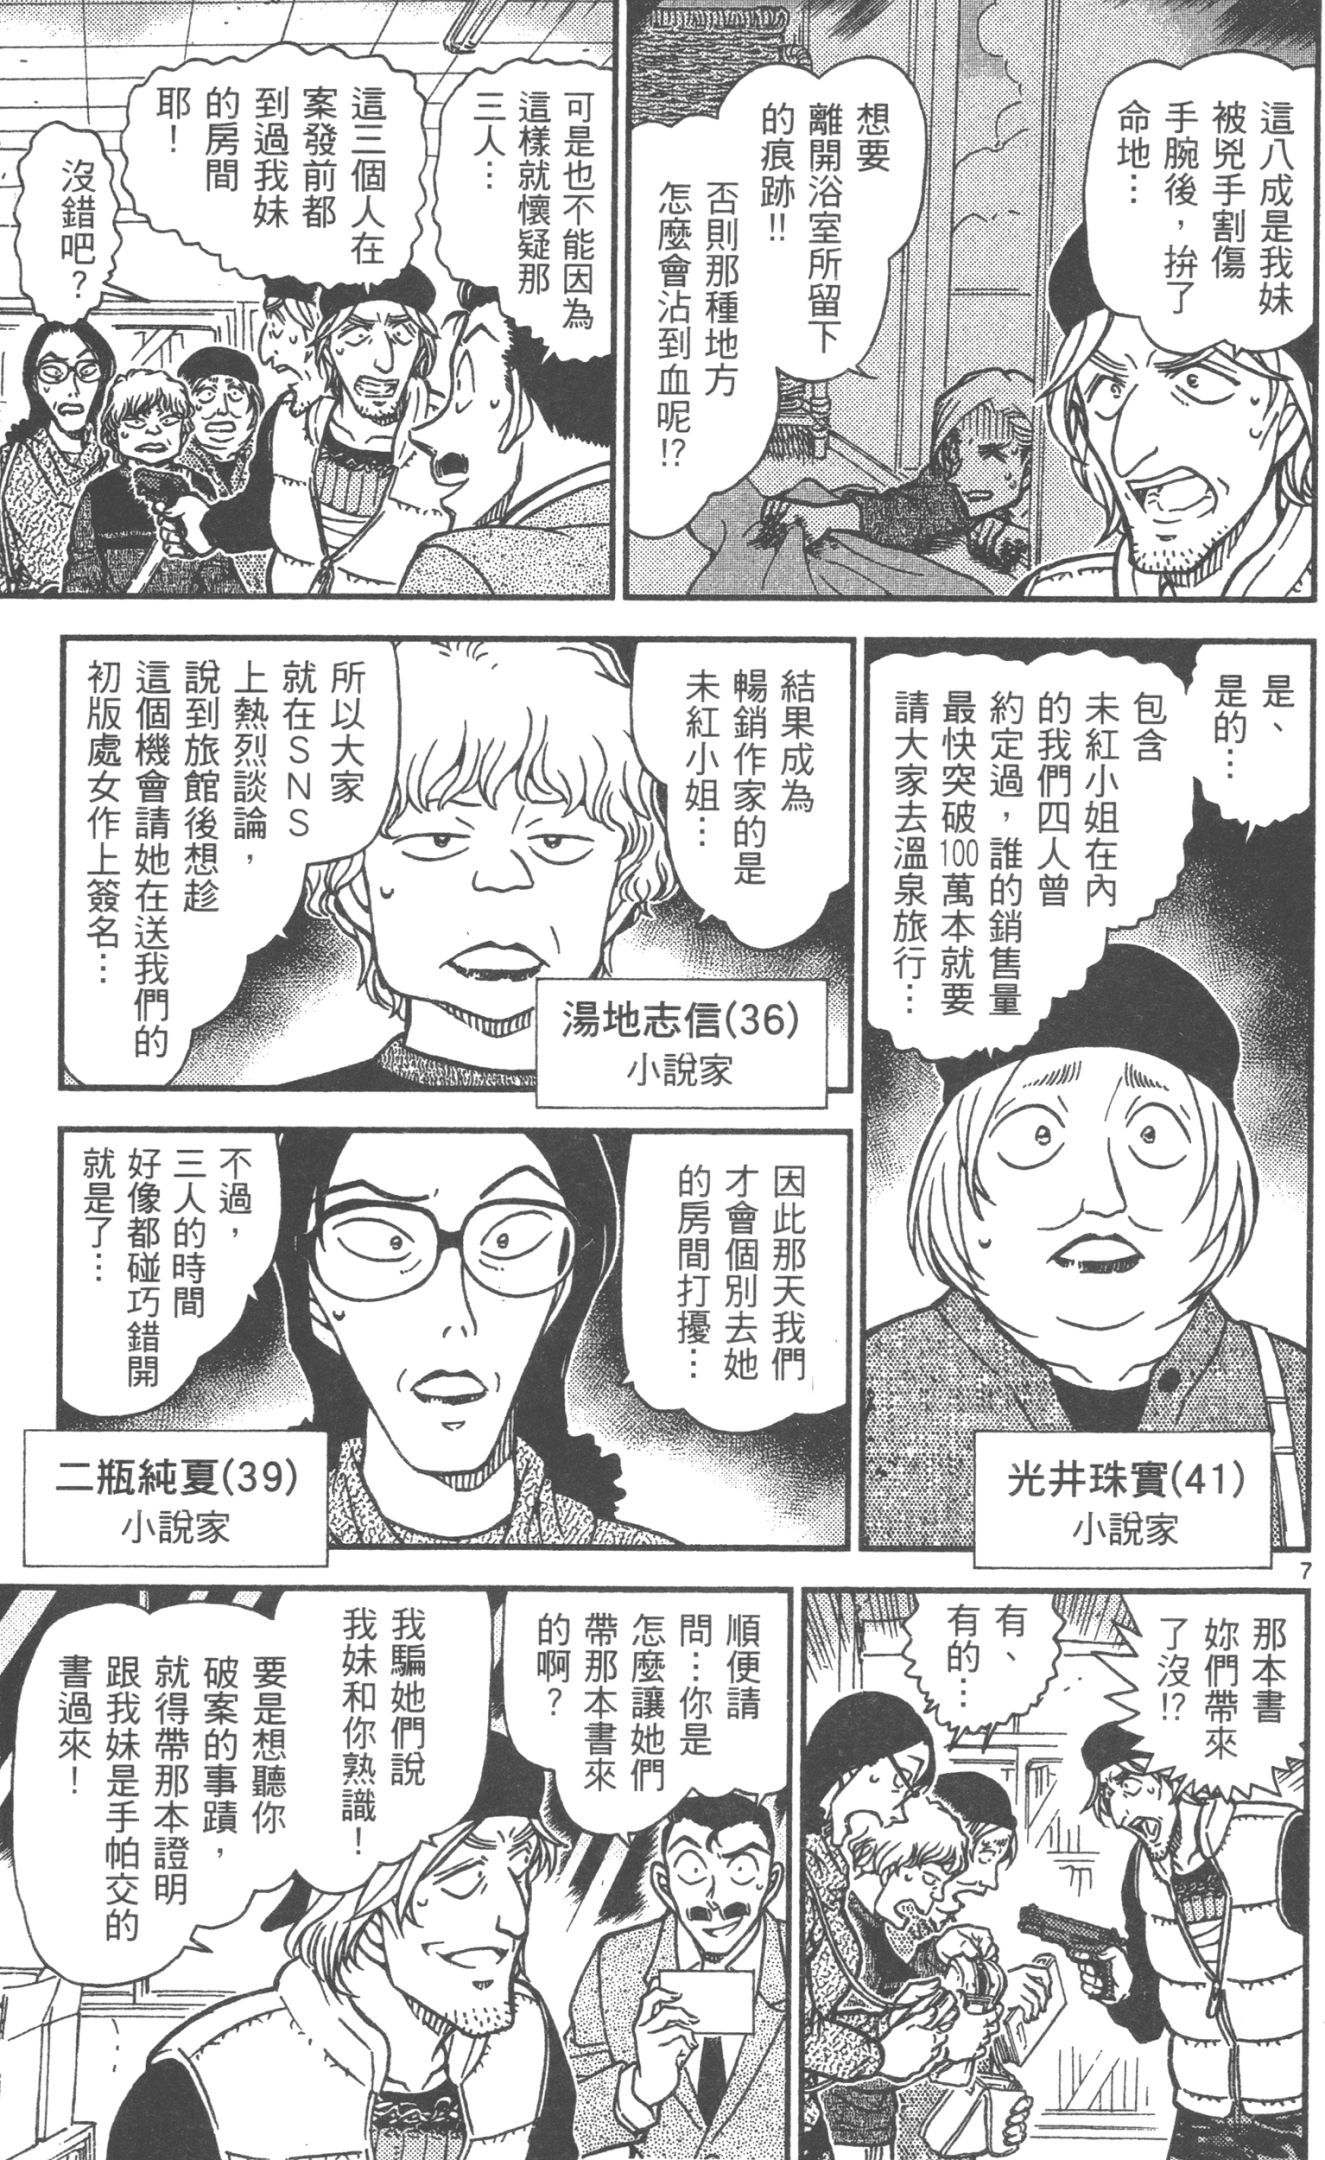 這八成是我妹
被兇手割傷
手腕後，拚了
命地…
想要
離開浴室所留下
的痕跡!!
否則那種地方
怎麼會沾到血呢!?
可是也不能因為
這樣就懷疑那
三人…
這三個人在
案發前都
到過我妹
的房間
耶！
沒錯吧？
是、
是的…
包含
未紅小姐在內
的我們四人曾
約定過，誰的銷售量
最快突破100萬本就要
請大家去溫泉旅行…
光井珠實(41)
小說家
結果成為
暢銷作家的是
未紅小姐…
所以大家
就在SNS
上熱烈談論，
說到旅館後想趁
這個機會請她在送我們的
初版處女作上簽名…
湯地志信(36)
小說家
因此那天我們
才會個別去她
的房間打擾…
不過，
三人的時間
好像都碰巧錯開
就是了…
二瓶純夏(39)
小說家
7
那本書
妳們帶來
了沒!?
有、
有的…
順便請
問…你是
怎麼讓她們
帶那本書來
的啊？
我騙她們說
我妹和你熟識！
要是想聽你
破案的事蹟，
就得帶那本證明
跟我妹是手帕交的
書過來！